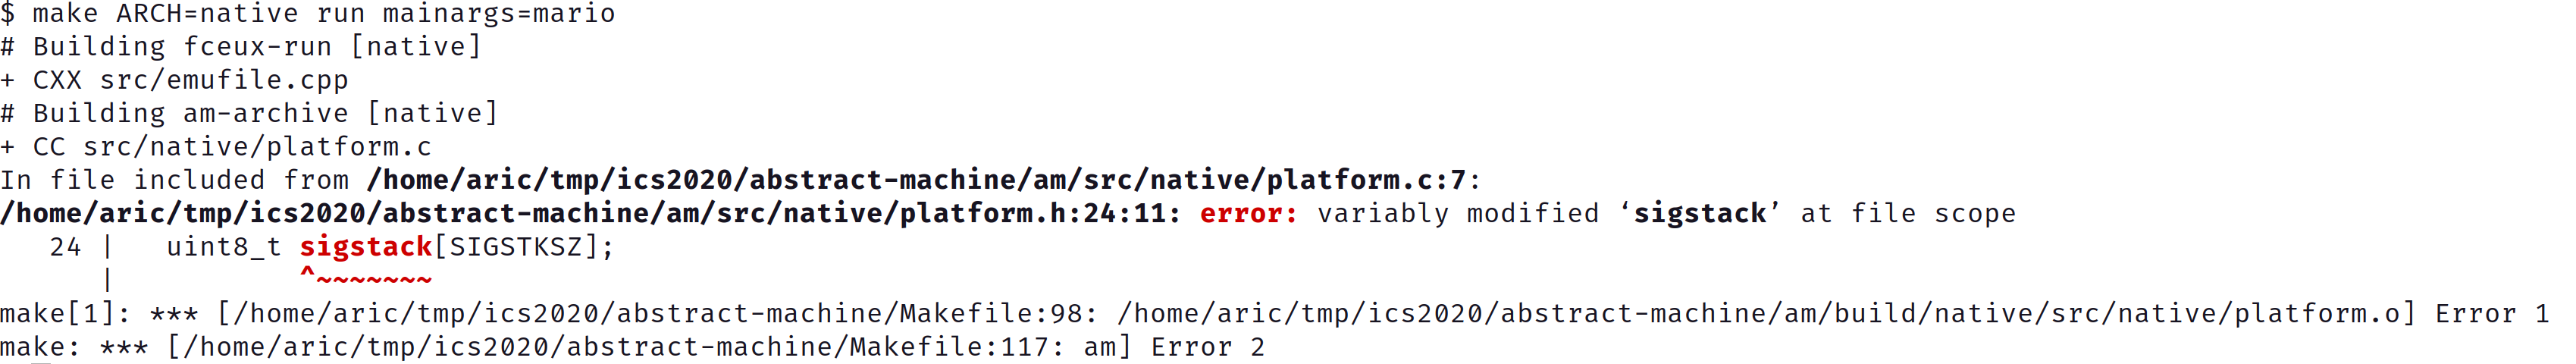 $ make ARCH=native run mainargs=mario
# Building fceux-run [native]
+ CXX src/emufile.cpp
# Building am-archive [native]
+ CC src/native/platform.c
In file included from /home/aric/tmp/ics2020/abstract-machine/am/src/native/platform.c:7:
/home/aric/tmp/ics2020/abstract-machine/am/src/native/platform.h:24:11: error: variably modified ‘sigstack’ at file scope
   24 |   uint8_t sigstack[SIGSTKSZ];
      |           ^~~~~~~~
make[1]: *** [/home/aric/tmp/ics2020/abstract-machine/Makefile:98: /home/aric/tmp/ics2020/abstract-machine/am/build/native/src/native/platform.o] Error 1
make: *** [/home/aric/tmp/ics2020/abstract-machine/Makefile:117: am] Error 2